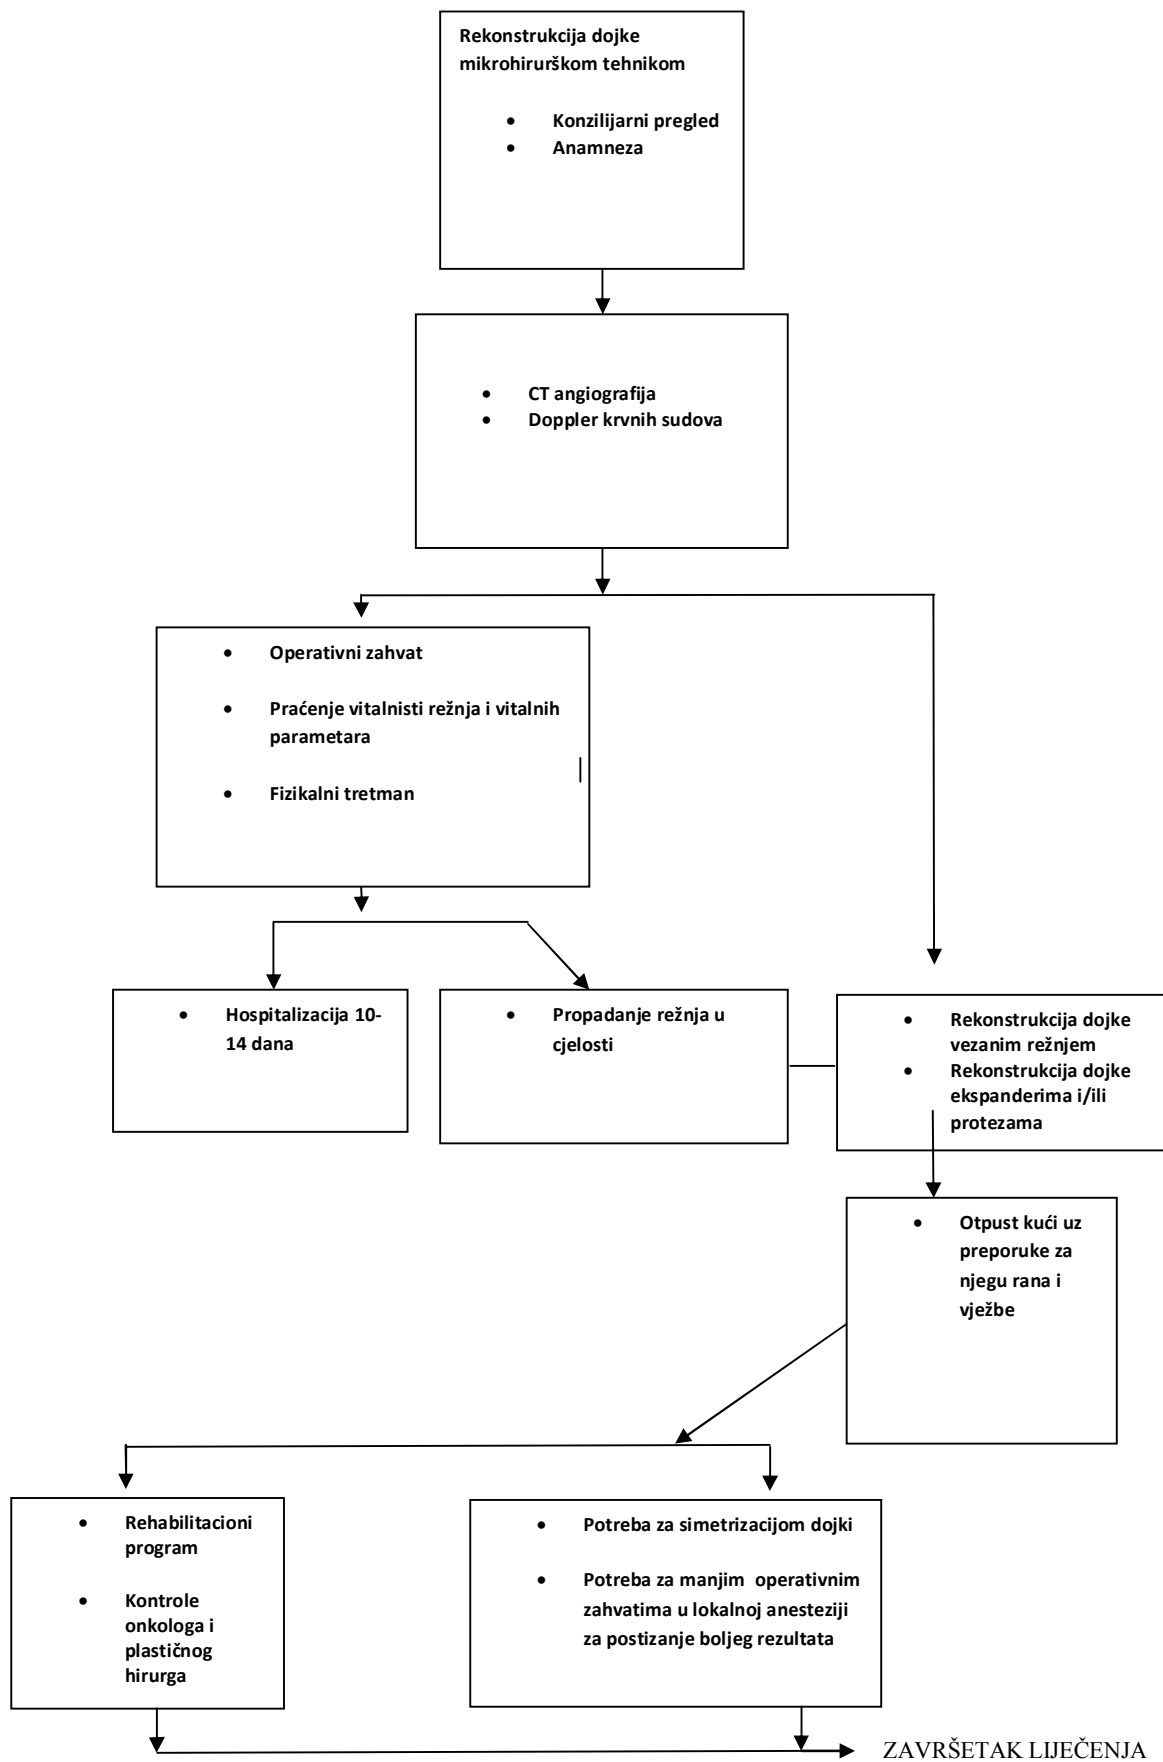 Rekonstrukcija dojke
mikrohirurškom tehnikom
• Konzilijarni pregled
• Anamneza
• CT angiografija
• Doppler krvnih sudova
• Operativni zahvat
• Praćenje vitalnisti režnja i vitalnih
parametara
• Fizikalni tretman
• Hospitalizacija 10-
14 dana
• Propadanje režnja u
cjelosti
• Rekonstrukcija dojke
vezanim režnjem
• Rekonstrukcija dojke
ekspanderima i/ili
protezama
• Otpust kući uz
preporuke za
njegu rana i
vježbe
• Rehabilitacioni
program
• Kontrole
onkologa i
plastičnog
hirurga
• Potreba za simetrizacijom dojki
• Potreba za manjim operativnim
zahvatima u lokalnoj anesteziji
za postizanje boljeg rezultata
ZAVRŠETAK LIJEČENJA